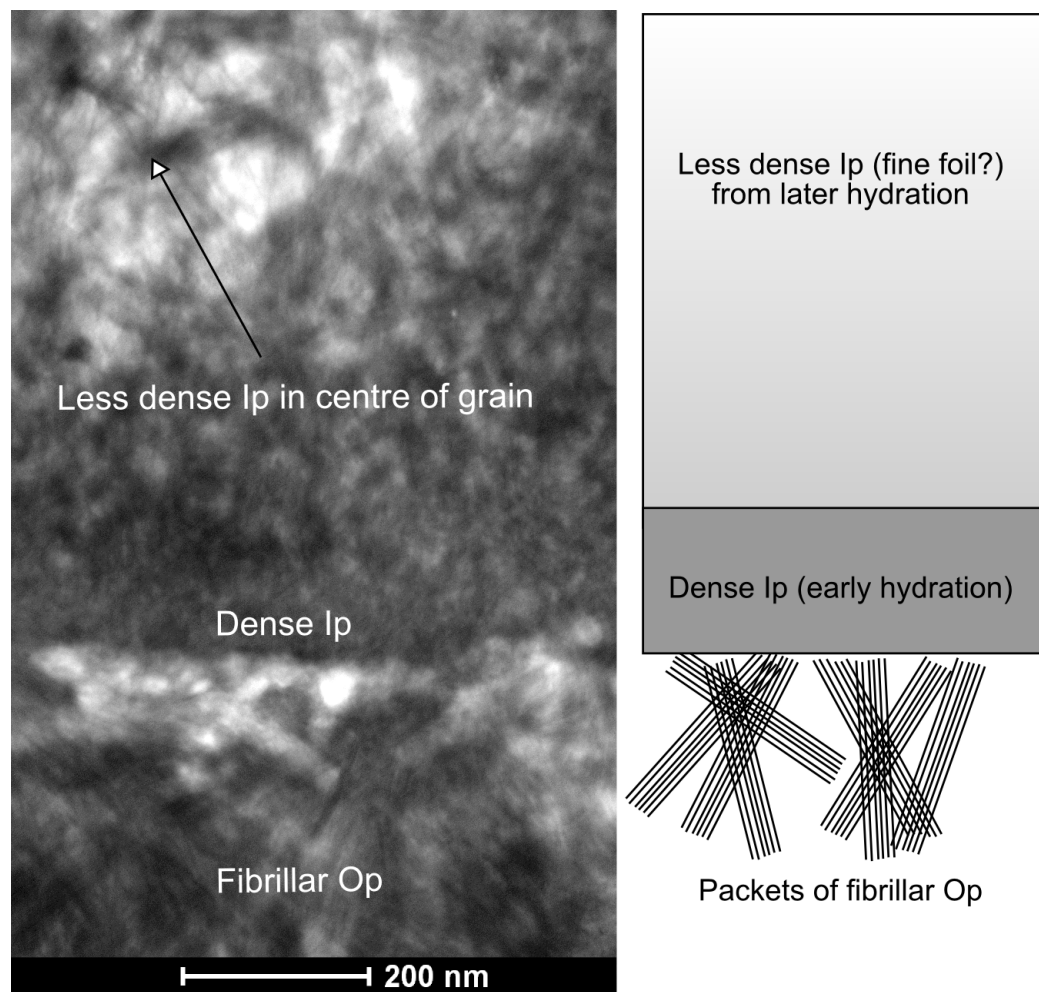 Less dense Ip in centre of grain
Dense Ip
Fibrillar Op
200 nm
Less dense Ip (fine foil?)
from later hydration
Dense Ip (early hydration)
Packets of fibrillar Op